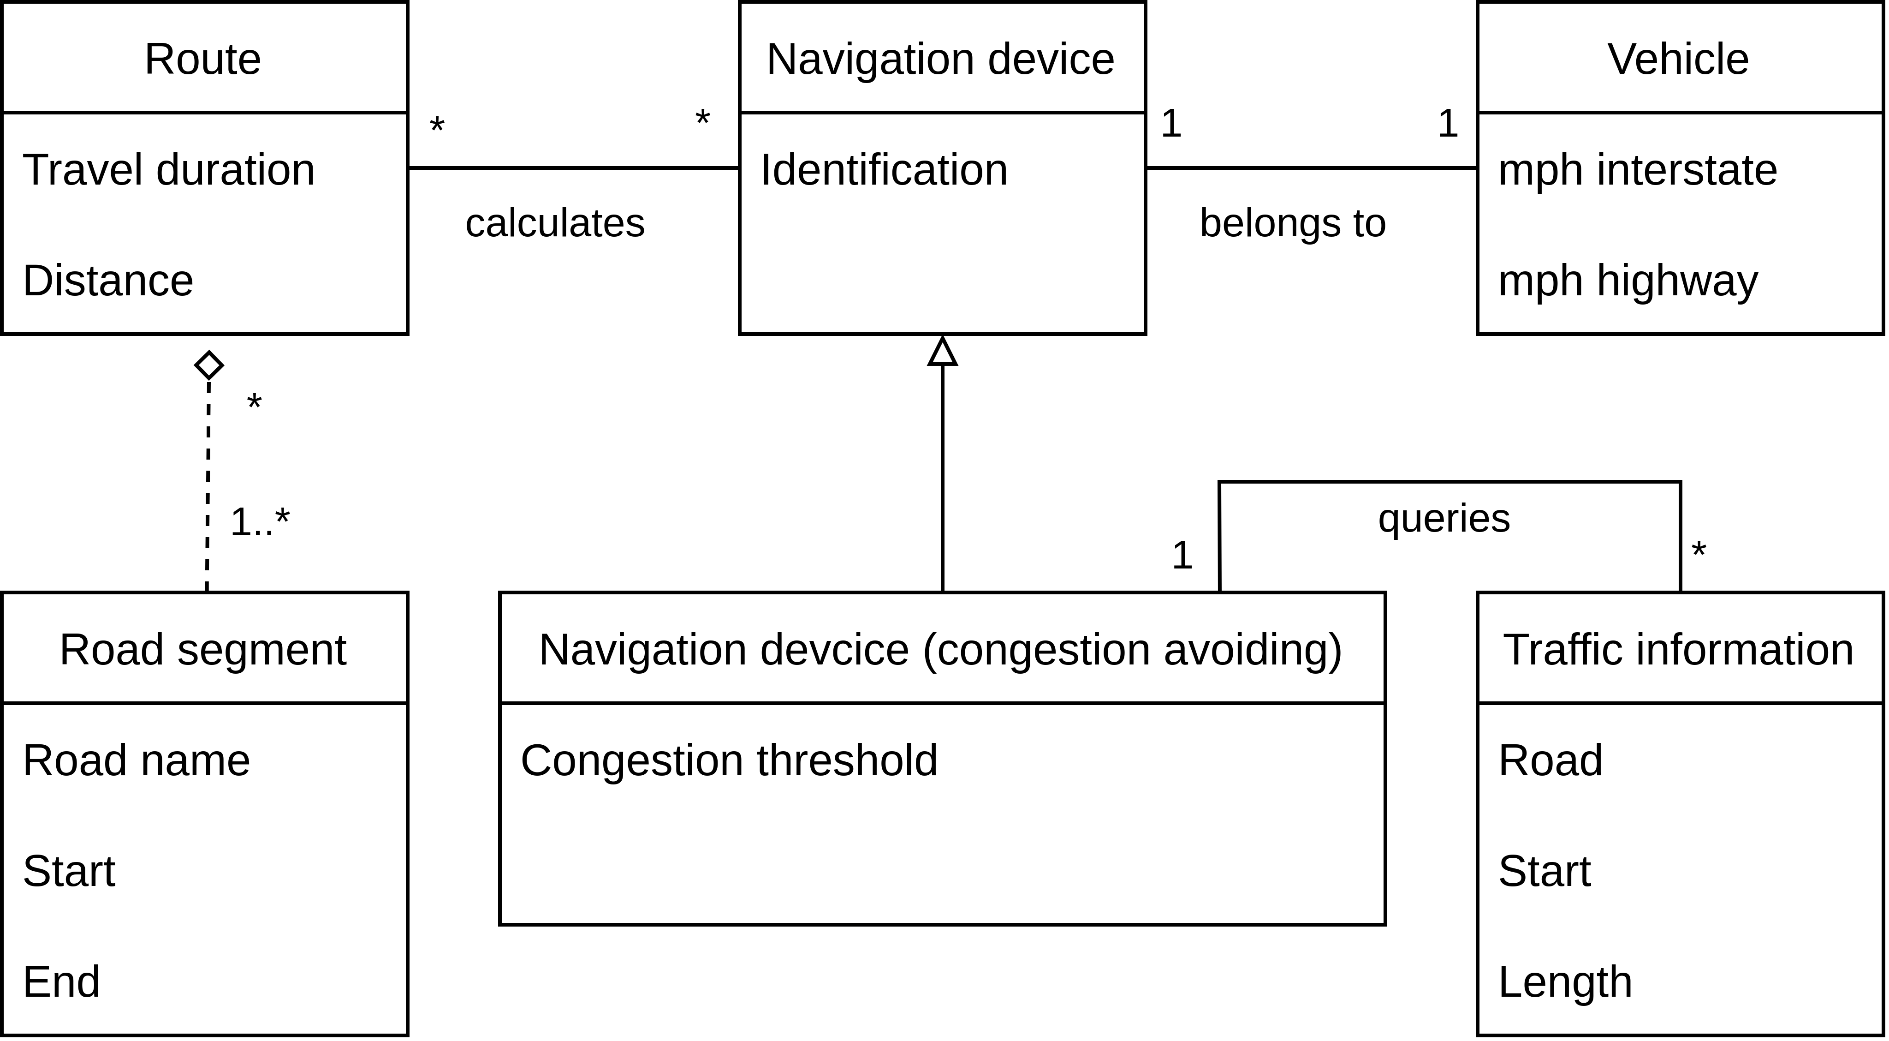 Route
Travel duration
Distance
*
*
calculates
Navigation device
Identification
1
1
belongs to
Vehicle
mph interstate
mph highway
*
1..*
Road segment
Road name
Start
End
Navigation devcice (congestion avoiding)
Congestion threshold
1
queries
*
Traffic information
Road
Start
Length